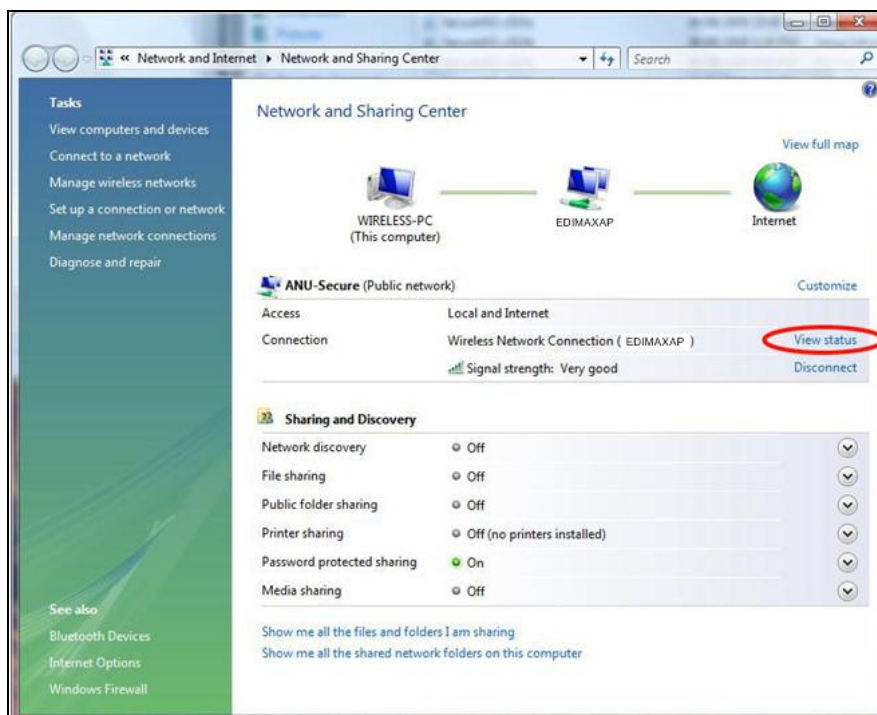 « Network and Internet ▸ Network and Sharing Center
Search
Tasks
View computers and devices
Connect to a network
Manage wireless networks
Set up a connection or network
Manage network connections
Diagnose and repair
See also
Bluetooth Devices
Internet Options
Windows Firewall
Network and Sharing Center
View full map
WIRELESS-PC
(This computer)
EDIMAXAP
Internet
ANU-Secure (Public network)
Customize
Access Local and Internet
Connection Wireless Network Connection ( EDIMAXAP ) View status
Signal strength: Very good Disconnect
Sharing and Discovery
Network discovery Off
File sharing Off
Public folder sharing Off
Printer sharing Off (no printers installed)
Password protected sharing On
Media sharing Off
Show me all the files and folders I am sharing
Show me all the shared network folders on this computer